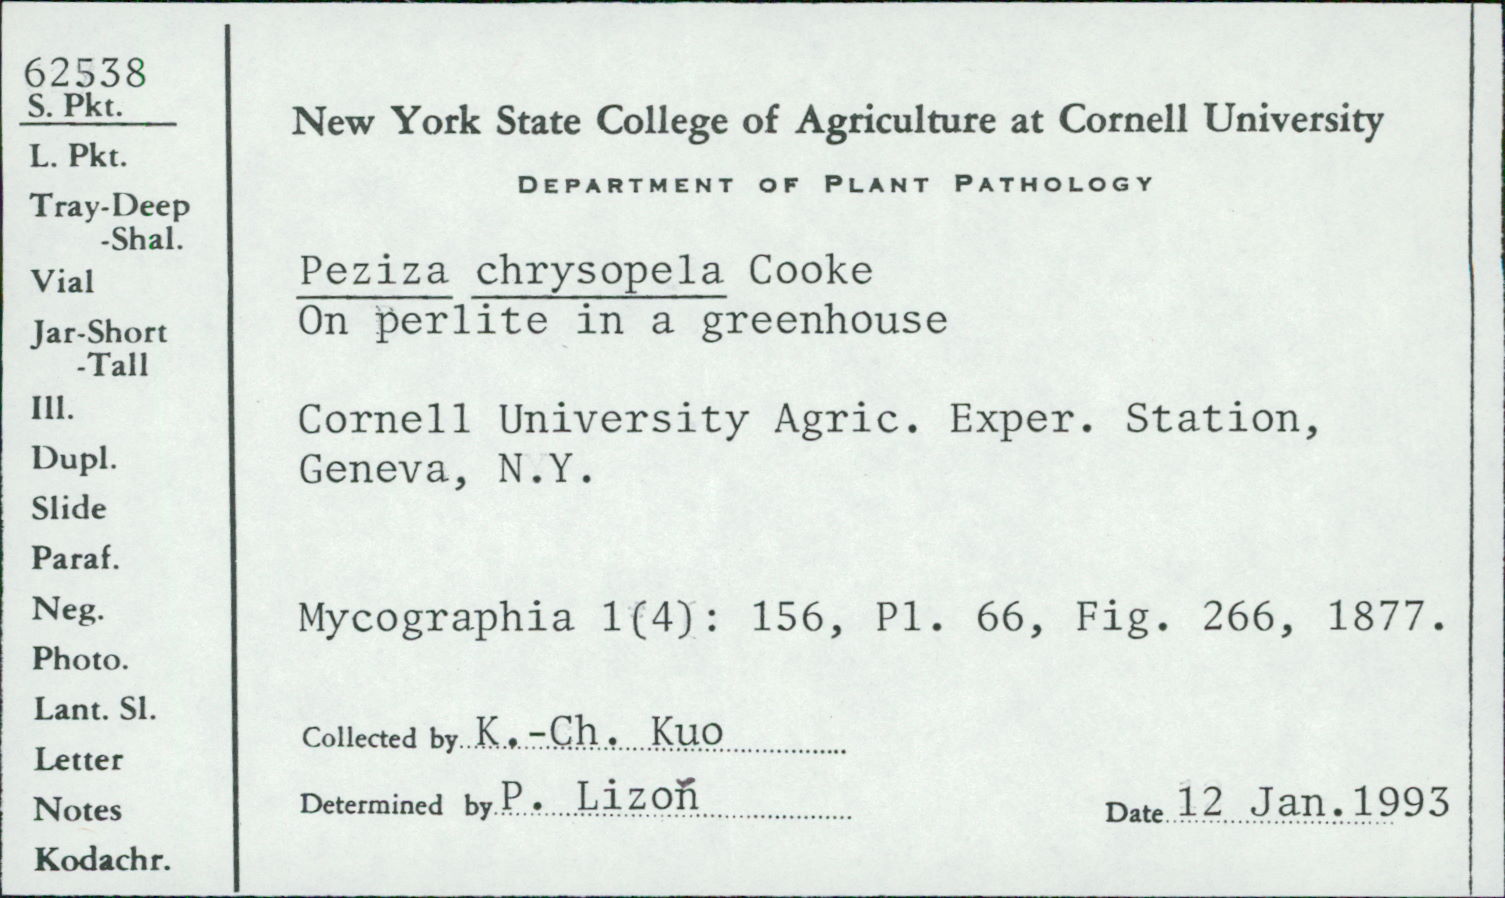 62538
S. Pkt.
L. Pkt.
Tray-Deep
-Shal.
Vial
Jar-Short
-Tall
Ill.
Dupl.
Slide
Paraf.
Neg.
Photo.
Lant. Sl.
Letter
Notes
Kodachr.
New York State College of Agriculture at Cornell University
DEPARTMENT OF PLANT PATHOLOGY
Peziza chrysopela Cooke
On perlite in a greenhouse
Cornell University Agric. Exper. Station,
Geneva, N.Y.
Mycographia 1(4): 156, Pl. 66, Fig. 266, 1877.
Collected by K.-Ch. Kuo
Determined by P. Lizoň
Date 12 Jan.1993